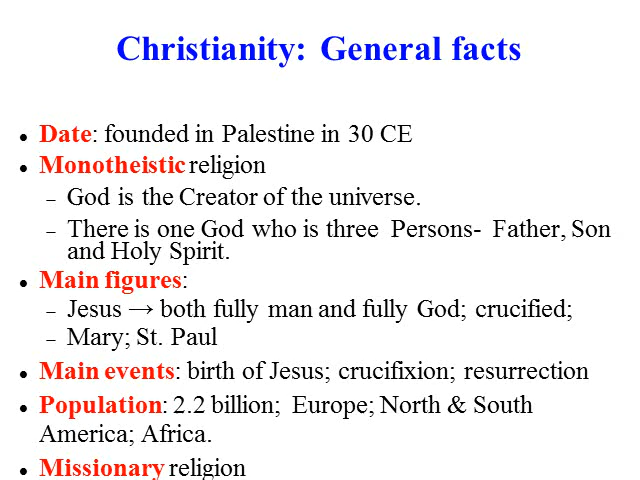 Christianity: General facts
● Date: founded in Palestine in 30 CE
● Monotheistic religion
– God is the Creator of the universe.
– There is one God who is three Persons- Father, Son
and Holy Spirit.
● Main figures:
– Jesus → both fully man and fully God; crucified;
– Mary; St. Paul
● Main events: birth of Jesus; crucifixion; resurrection
● Population: 2.2 billion; Europe; North & South
America; Africa.
● Missionary religion